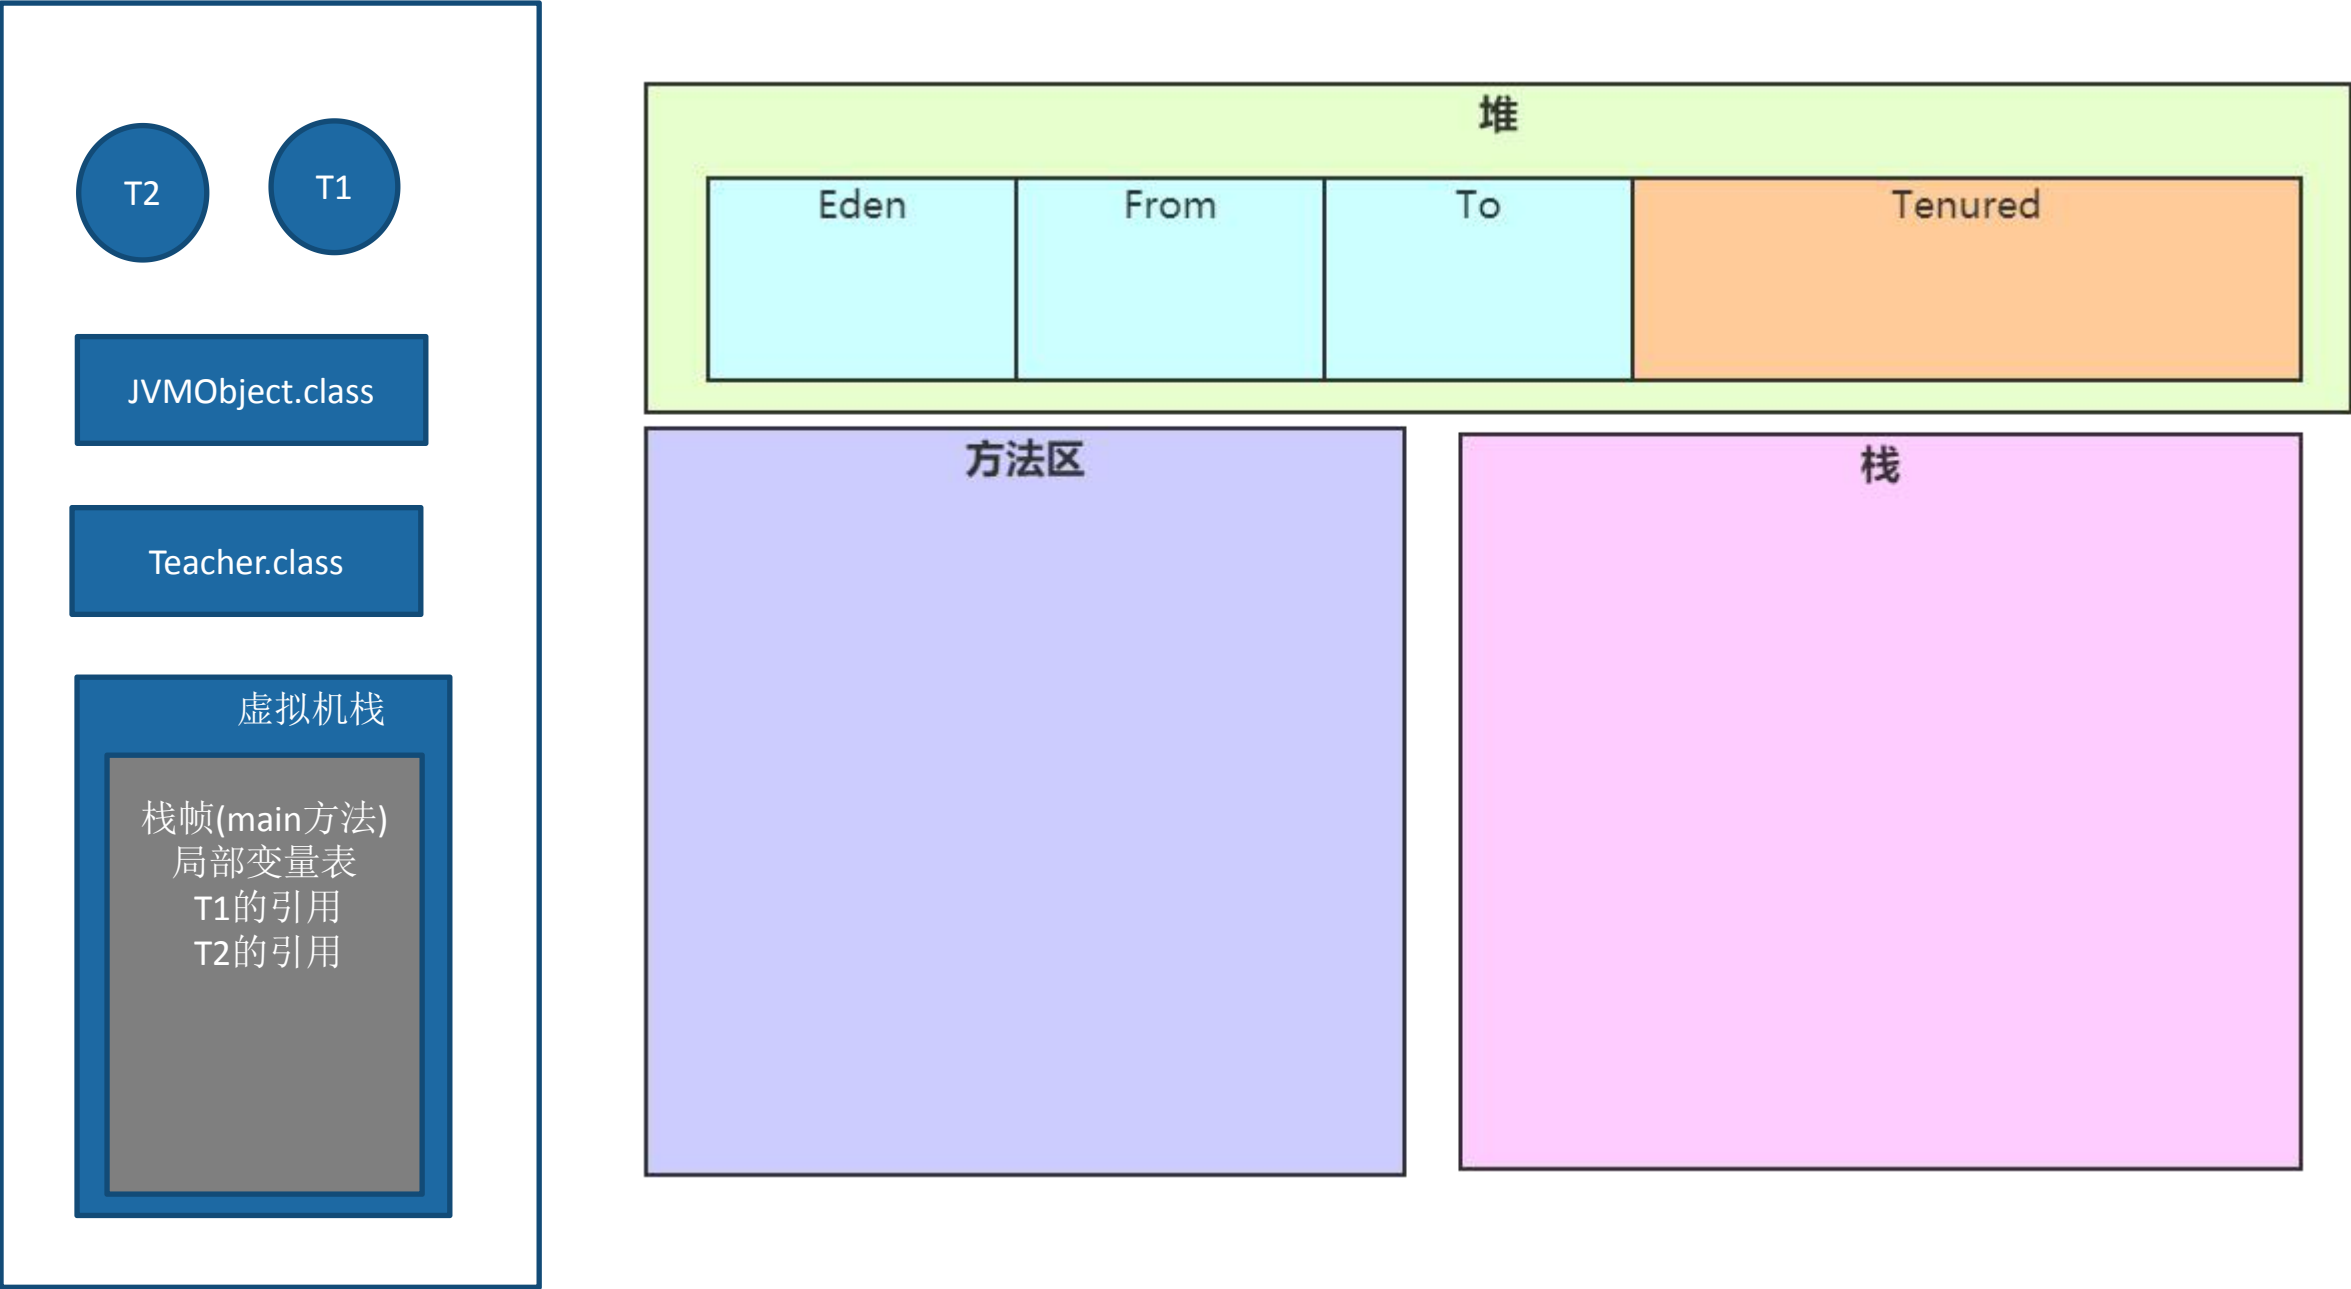 T2
T1
JVMObject.class
Teacher.class
虚拟机栈
栈帧(main方法)
局部变量表
T1的引用
T2的引用
堆
Eden
From
To
Tenured
方法区
栈